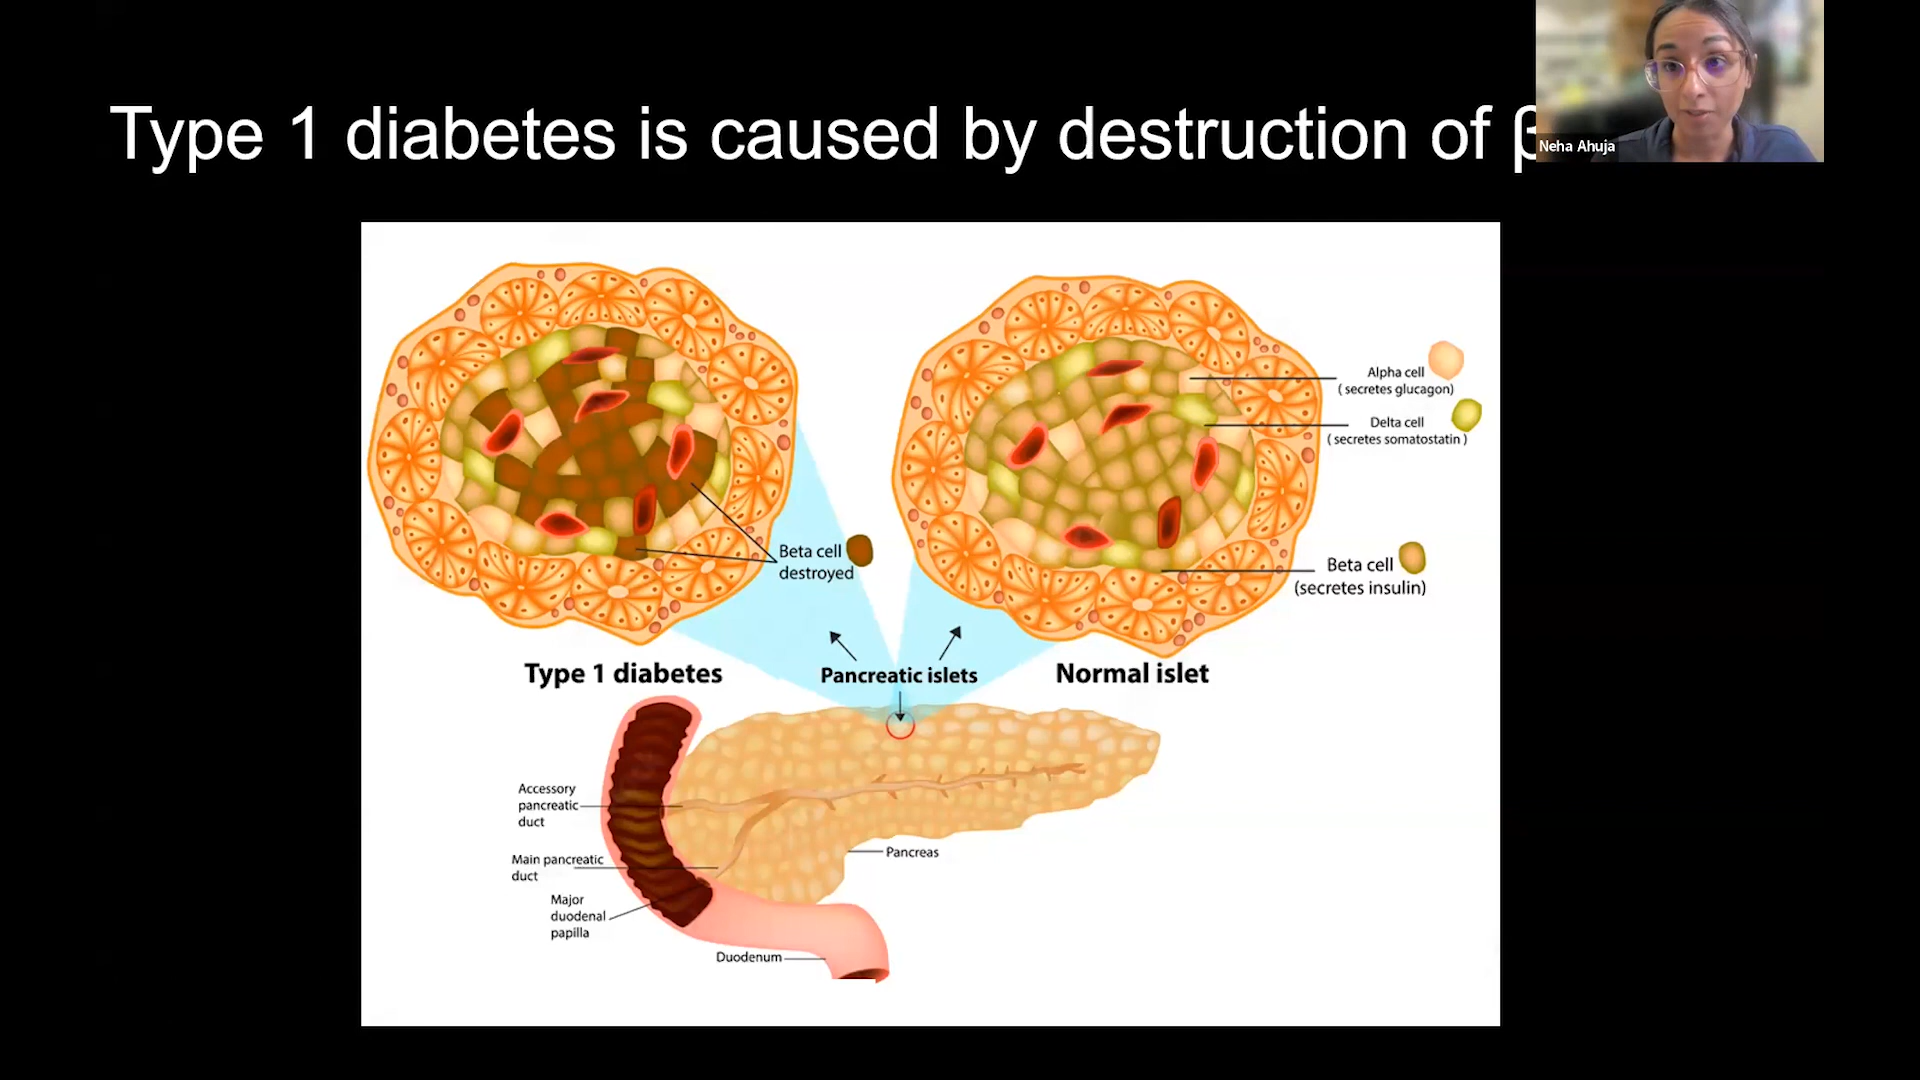 Type 1 diabetes is caused by destruction of β
Neha Ahuja
Alpha cell
( secretes glucagon)
Delta cell
( secretes somatostatin )
Beta cell
destroyed
Beta cell
(secretes insulin)
Type 1 diabetes
Pancreatic islets
Normal islet
Accessory
pancreatic
duct
Main pancreatic
duct
Major
duodenal
papilla
Pancreas
Duodenum